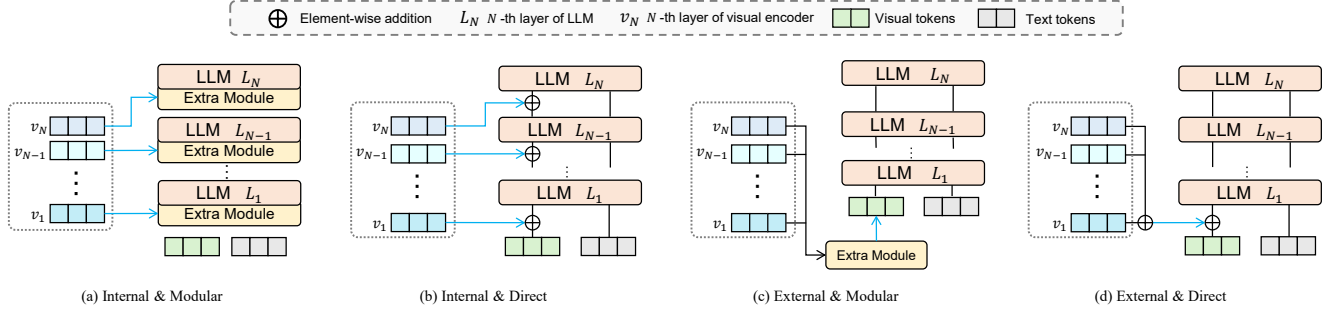 ⊕ Element-wise addition L_N N -th layer of LLM v_N N -th layer of visual encoder Visual tokens Text tokens
LLM L_N
Extra Module
v_N
LLM L_{N−1}
Extra Module
v_{N−1}
LLM L_1
Extra Module
v_1
(a) Internal & Modular
LLM L_N
v_N
LLM L_{N−1}
v_{N−1}
LLM L_1
v_1
(b) Internal & Direct
LLM L_N
v_N
LLM L_{N−1}
v_{N−1}
LLM L_1
v_1
Extra Module
(c) External & Modular
LLM L_N
v_N
LLM L_{N−1}
v_{N−1}
LLM L_1
v_1
(d) External & Direct